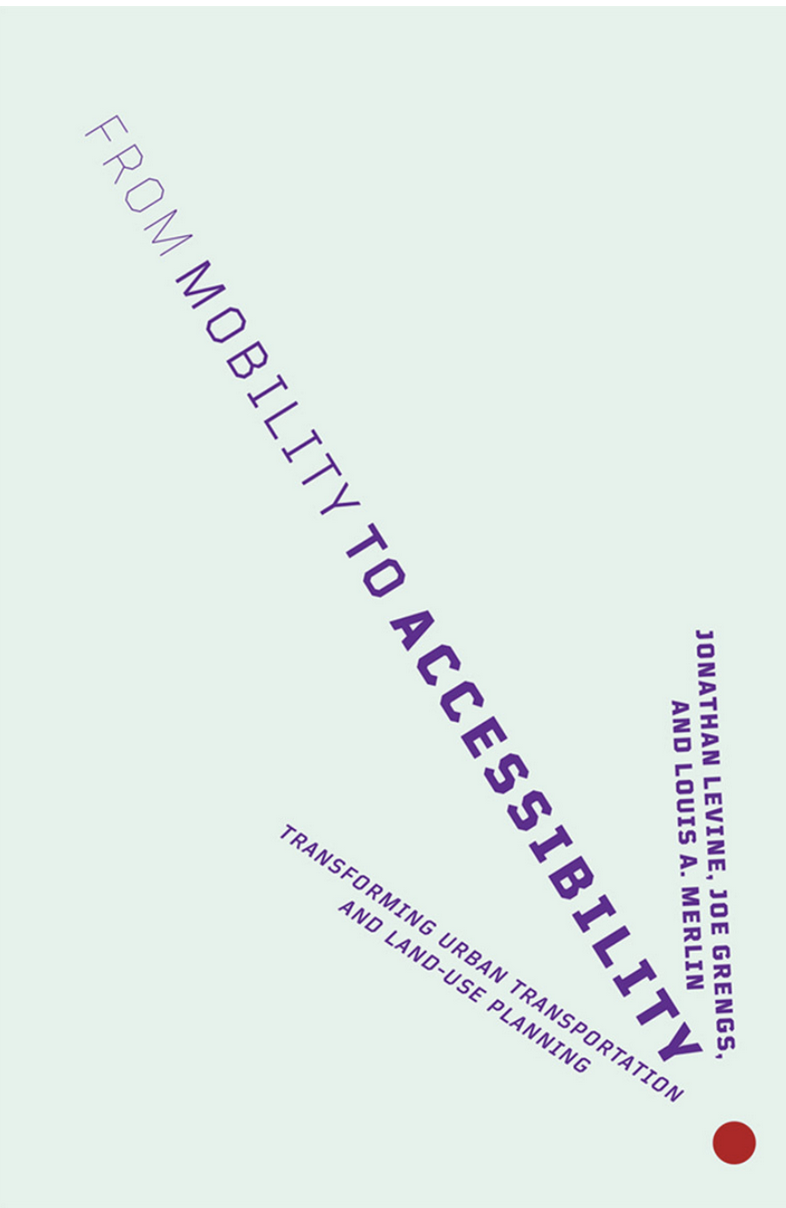 FROM MOBILITY TO ACCESSIBILITY
TRANSFORMING URBAN TRANSPORTATION
AND LAND-USE PLANNING
JONATHAN LEVINE, JOE GRENGS,
AND LOUIS A. MERLIN